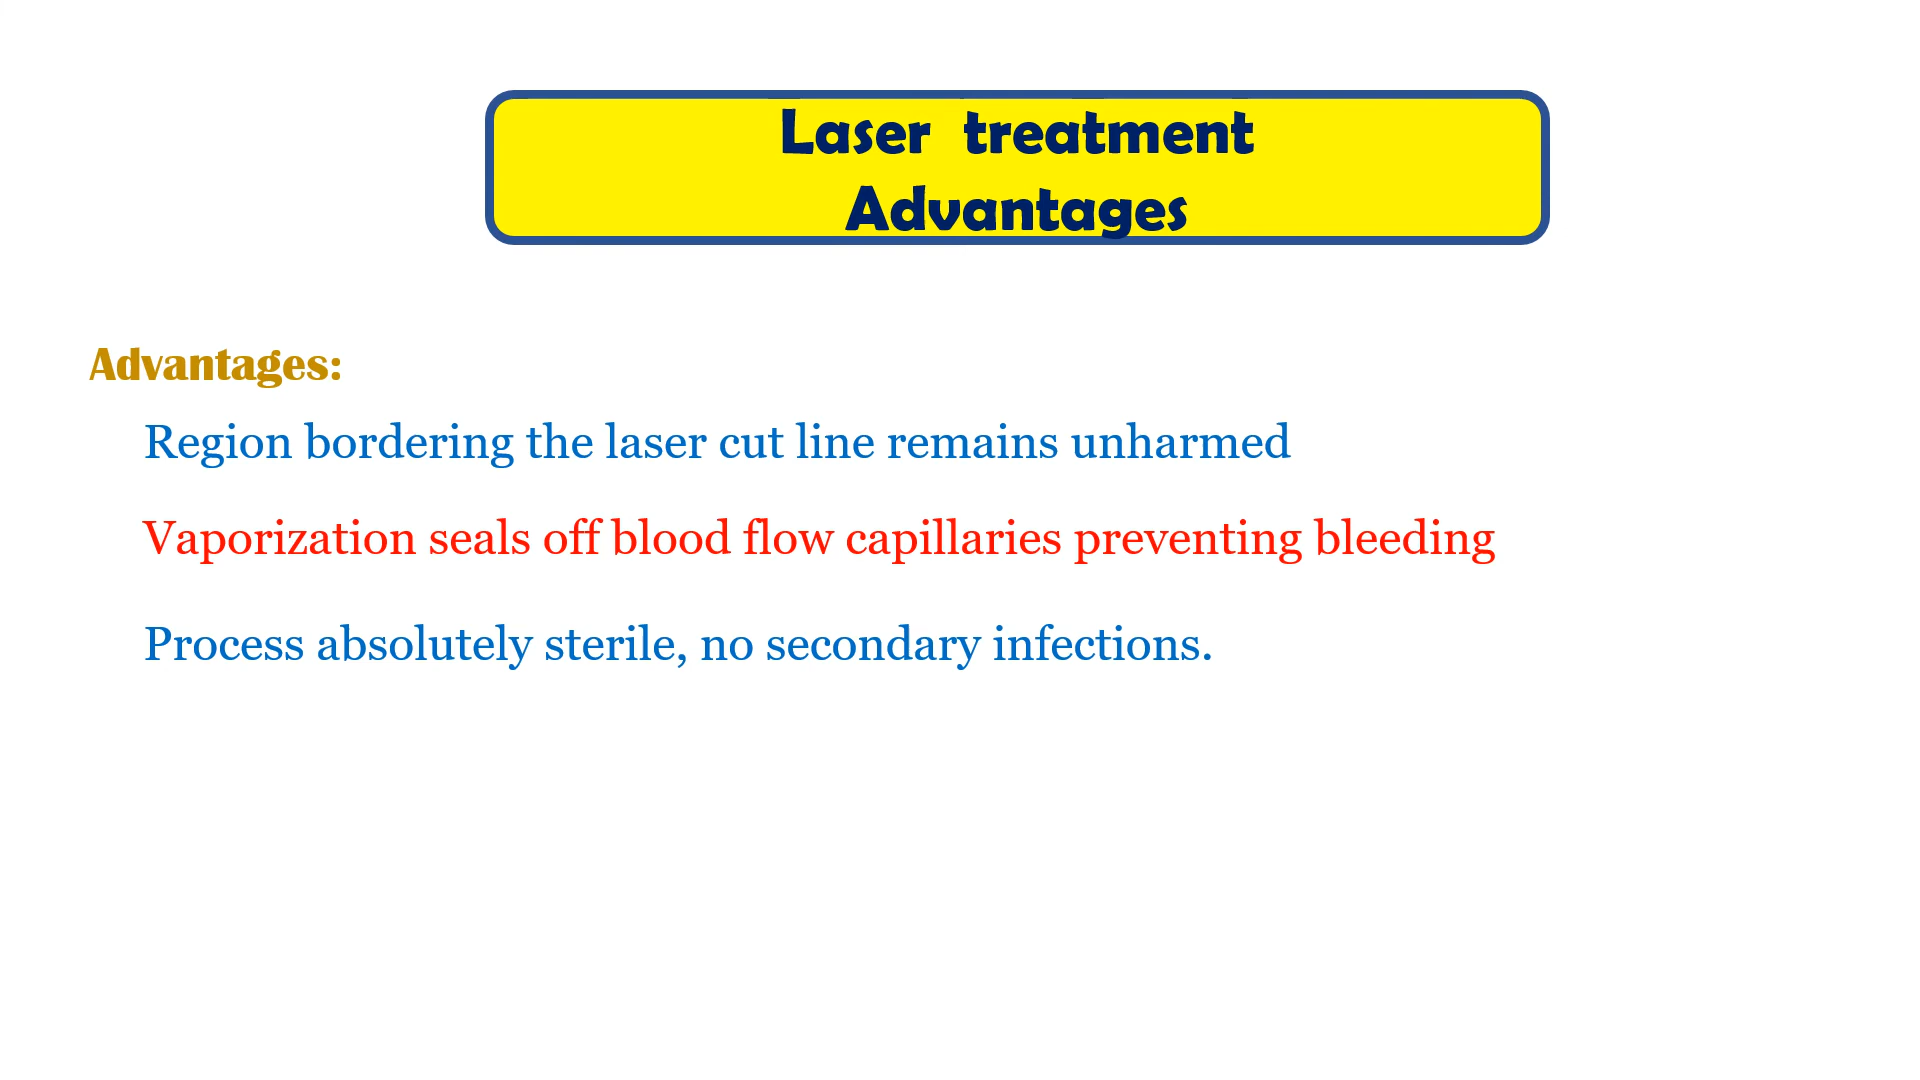 Laser treatment
Advantages
Advantages:
Region bordering the laser cut line remains unharmed
Vaporization seals off blood flow capillaries preventing bleeding
Process absolutely sterile, no secondary infections.